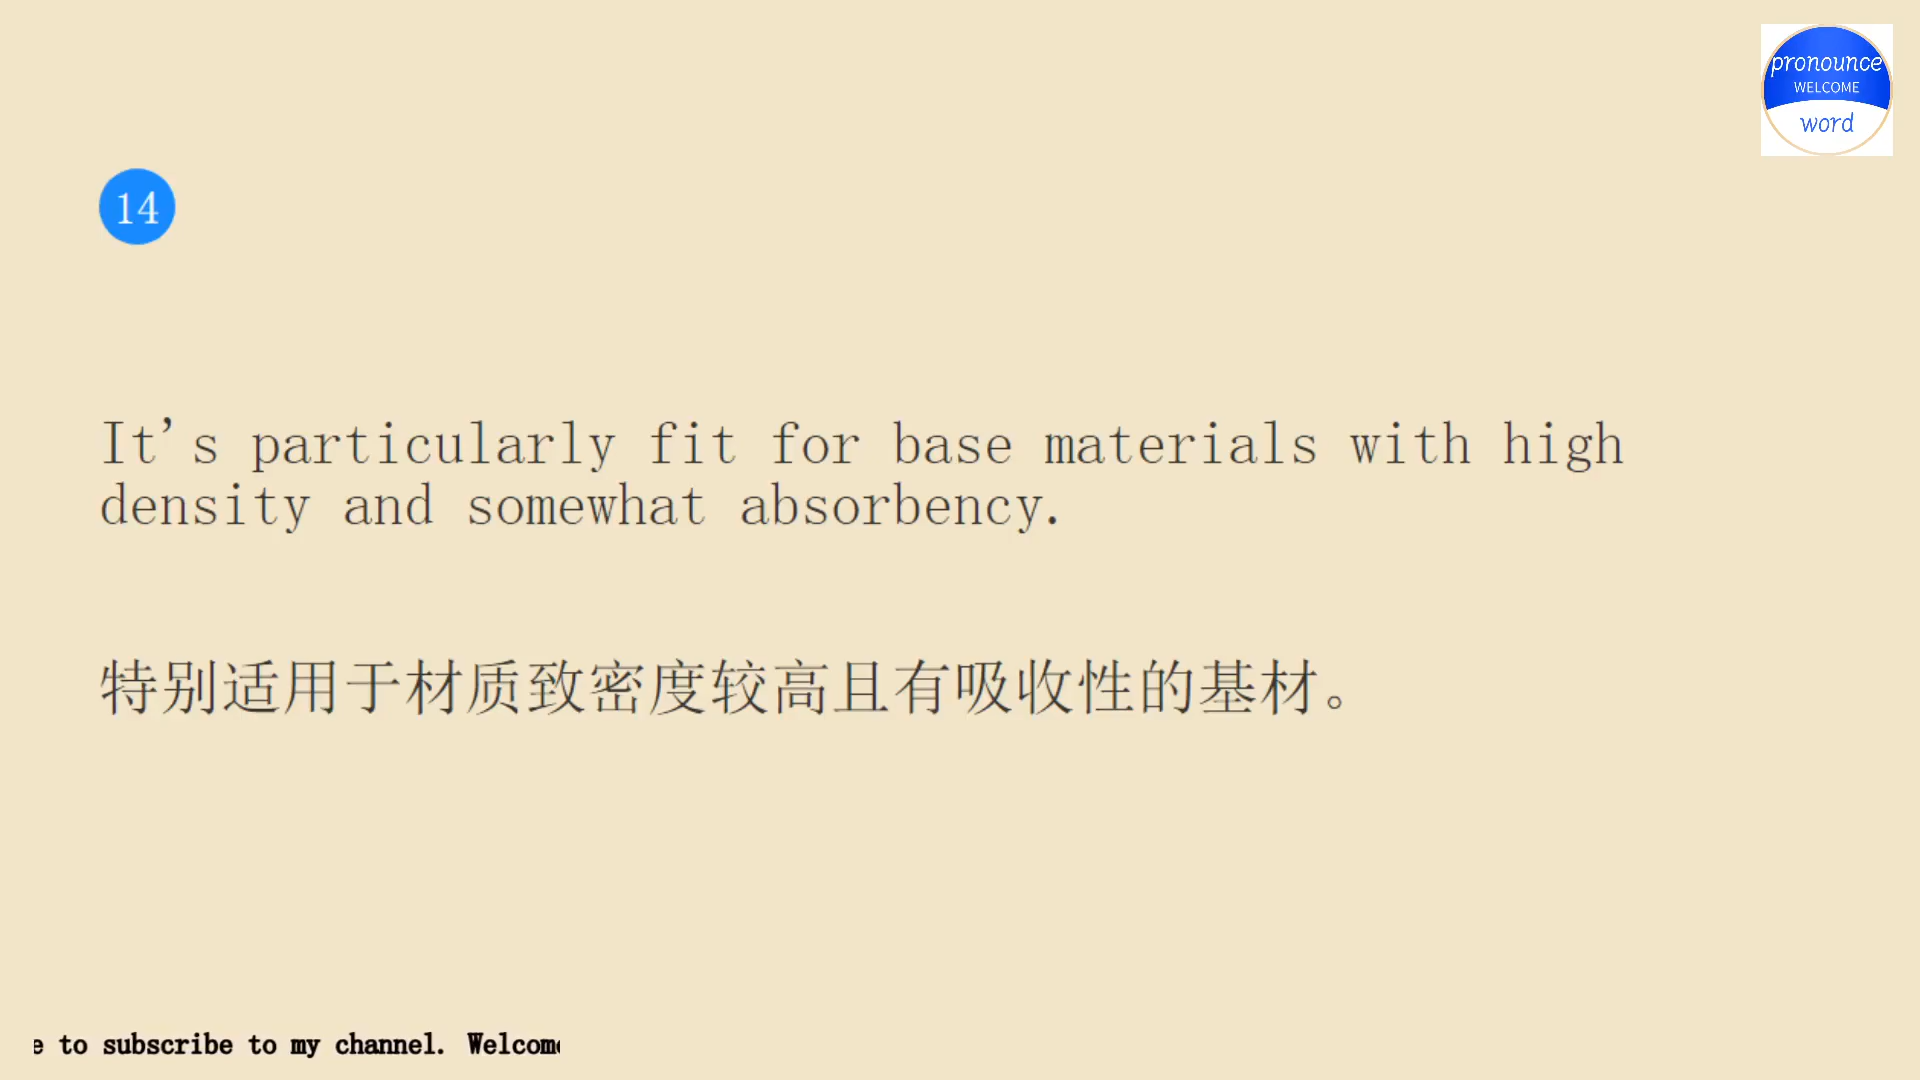 pronounce
WELCOME
word
14
It's particularly fit for base materials with high
density and somewhat absorbency.
特别适用于材质致密度较高且有吸收性的基材。
to subscribe to my channel. Welcome